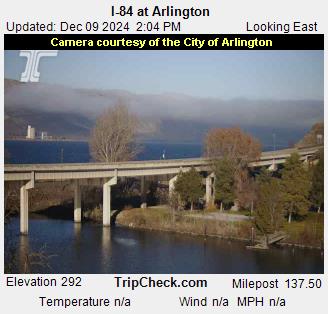 I-84 at Arlington
Updated: Dec 09 2024 2:04 PM Looking East
Camera courtesy of the City of Arlington
Elevation 292 TripCheck.com Milepost 137.50
Temperature n/a Wind n/a MPH n/a